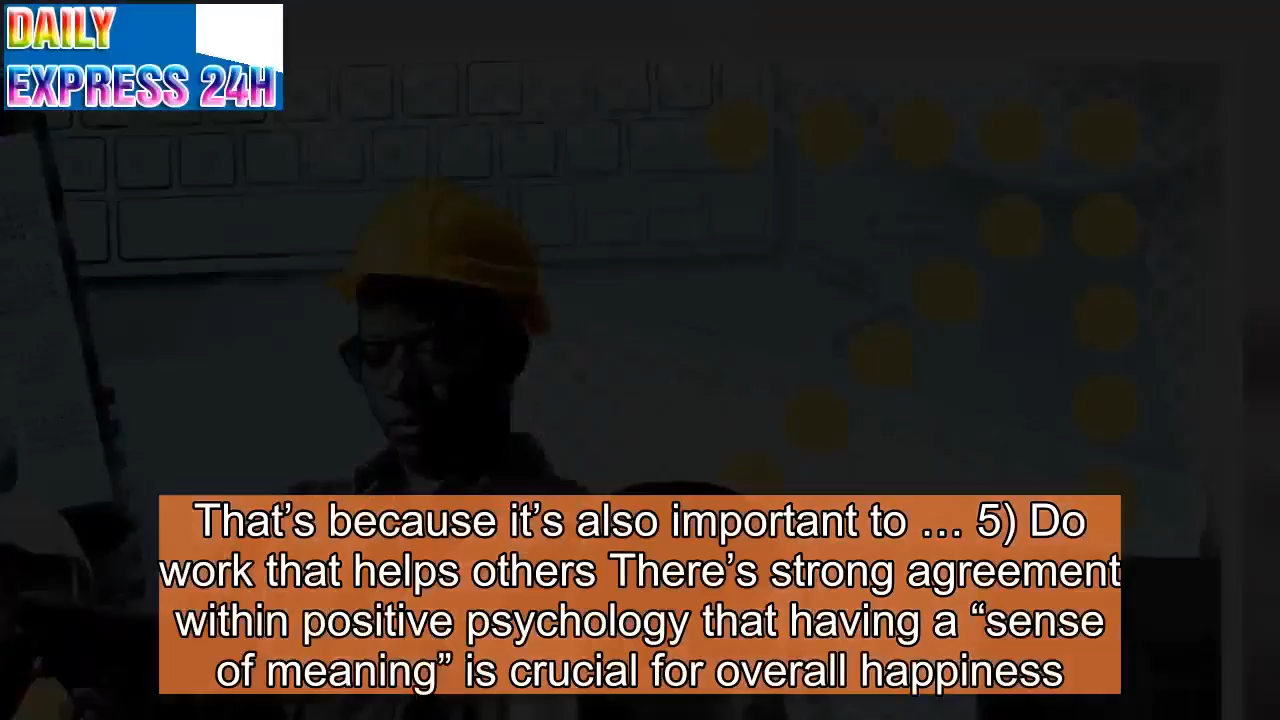 DAILY
EXPRESS 24H
That’s because it’s also important to … 5) Do
work that helps others There’s strong agreement
within positive psychology that having a “sense
of meaning” is crucial for overall happiness